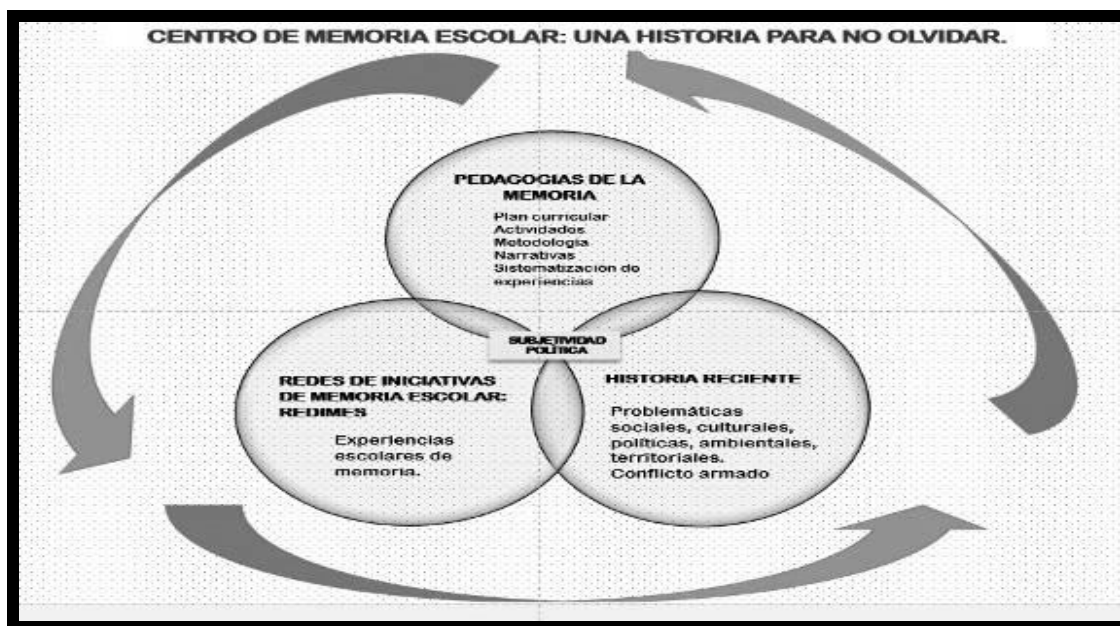 CENTRO DE MEMORIA ESCOLAR: UNA HISTORIA PARA NO OLVIDAR.
PEDAGOGIAS DE LA
MEMORIA
Plan curricular
Actividados
Metodologia
Narrativas
Sistematización de
experiencias
SUBJETIVIDAD
POLÍTICA
REDES DE INICIATIVAS
DE MEMORIA ESCOLAR:
REDIMES
Experiencias
escolares de
memoria.
HISTORIA RECIENTE
Problemáticas
sociales, culturales,
políticas, ambientales,
territoriales.
Conflicto armado